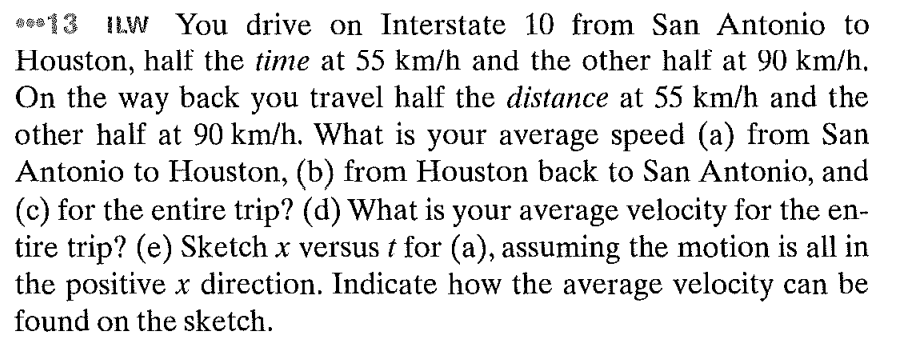 •••13 ILW You drive on Interstate 10 from San Antonio to
Houston, half the time at 55 km/h and the other half at 90 km/h.
On the way back you travel half the distance at 55 km/h and the
other half at 90 km/h. What is your average speed (a) from San
Antonio to Houston, (b) from Houston back to San Antonio, and
(c) for the entire trip? (d) What is your average velocity for the en-
tire trip? (e) Sketch x versus t for (a), assuming the motion is all in
the positive x direction. Indicate how the average velocity can be
found on the sketch.